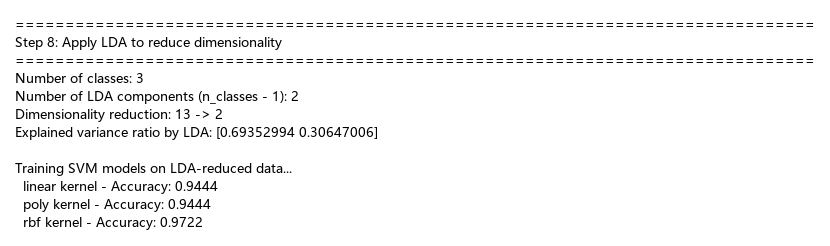 ================================================================================
Step 8: Apply LDA to reduce dimensionality
================================================================================
Number of classes: 3
Number of LDA components (n_classes - 1): 2
Dimensionality reduction: 13 -> 2
Explained variance ratio by LDA: [0.69352994 0.30647006]
Training SVM models on LDA-reduced data...
linear kernel - Accuracy: 0.9444
poly kernel - Accuracy: 0.9444
rbf kernel - Accuracy: 0.9722